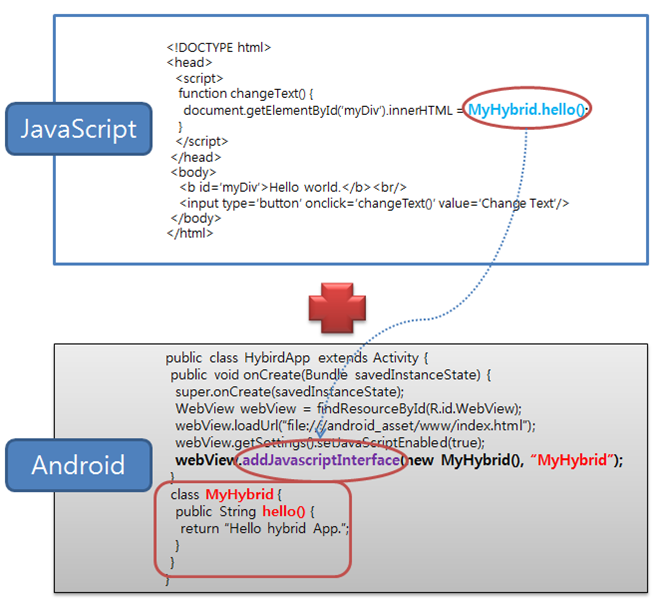 <!DOCTYPE html>
<head>
<script>
function changeText() {
document.getElementById('myDiv').innerHTML = MyHybrid.hello();
}
</script>
</head>
<body>
<b id='myDiv'>Hello world.</b><br/>
<input type='button' onclick='changeText()' value='Change Text'/>
</body>
</html>
JavaScript
public class HybirdApp extends Activity {
public void onCreate(Bundle savedInstanceState) {
super.onCreate(savedInstanceState);
WebView webView = findResourceById(R.id.WebView);
webView.loadUrl("file:///android_asset/www/index.html");
webView.getSettings().setJavaScriptEnabled(true);
webView.addJavascriptInterface(new MyHybrid(), "MyHybrid");
}
class MyHybrid {
public String hello() {
return "Hello hybrid App.";
}
}
}
Android